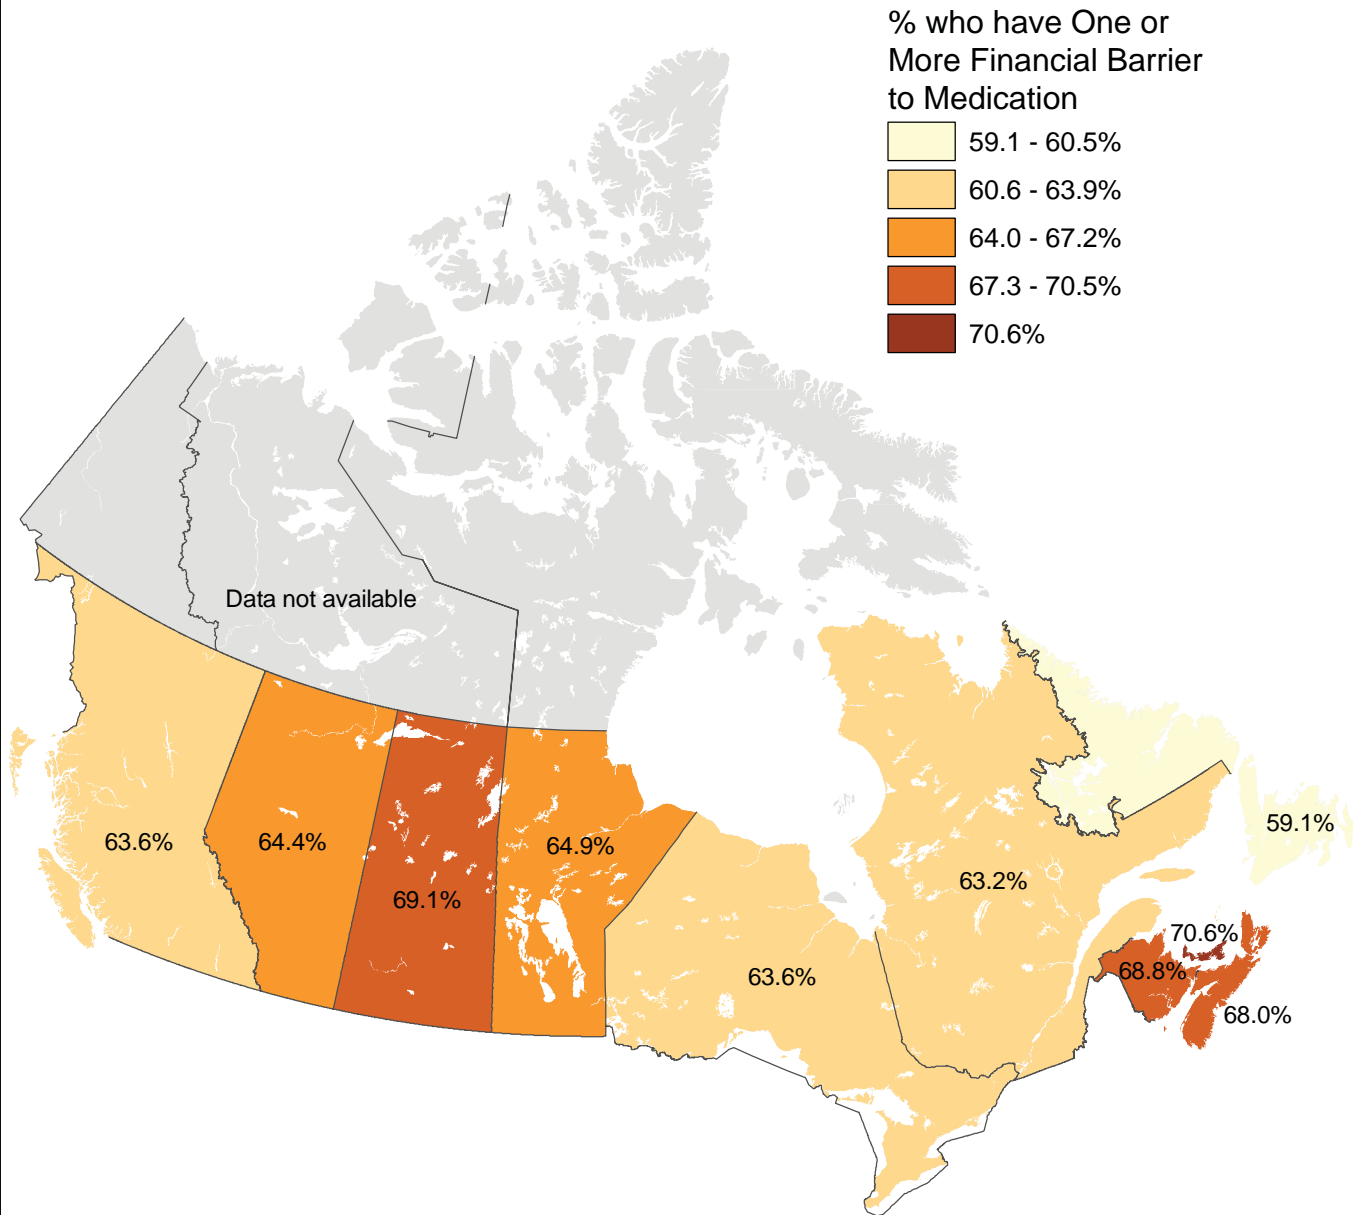 % who have One or
More Financial Barrier
to Medication
59.1 - 60.5%
60.6 - 63.9%
64.0 - 67.2%
67.3 - 70.5%
70.6%
Data not available
63.6%
64.4%
69.1%
64.9%
63.6%
63.2%
59.1%
70.6%
68.8%
68.0%